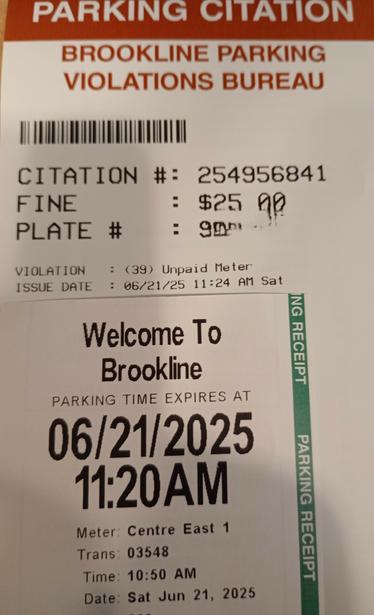 PARKING CITATION
BROOKLINE PARKING
VIOLATIONS BUREAU
CITATION #: 254956841
FINE : $25.00
PLATE # :
VIOLATION : (39) Unpaid Meter
ISSUE DATE : 06/21/25 11:24 AM Sat
Welcome To
Brookline
PARKING TIME EXPIRES AT
06/21/2025
11:20AM
Meter: Centre East 1
Trans: 03548
Time: 10:50 AM
Date: Sat Jun 21, 2025
NG RECEIPT
PARKING RECEIPT